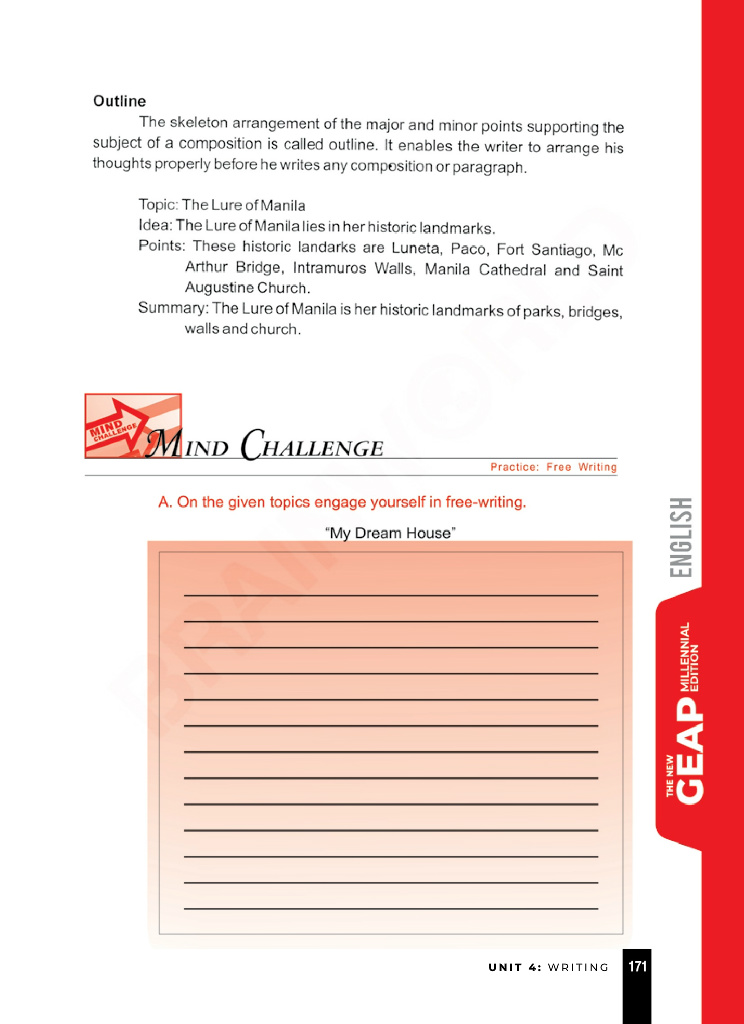 Outline
The skeleton arrangement of the major and minor points supporting the
subject of a composition is called outline. It enables the writer to arrange his
thoughts properly before he writes any composition or paragraph.
Topic: The Lure of Manila
Idea: The Lure of Manila lies in her historic landmarks.
Points: These historic landarks are Luneta, Paco, Fort Santiago, Mc
Arthur Bridge, Intramuros Walls, Manila Cathedral and Saint
Augustine Church.
Summary: The Lure of Manila is her historic landmarks of parks, bridges,
walls and church.
MIND
CHALLENGE
MIND CHALLENGE
Practice: Free Writing
A. On the given topics engage yourself in free-writing.
“My Dream House”
ENGLISH
THE NEW
GEAP
MILLENNIAL
EDITION
UNIT 4: WRITING
171